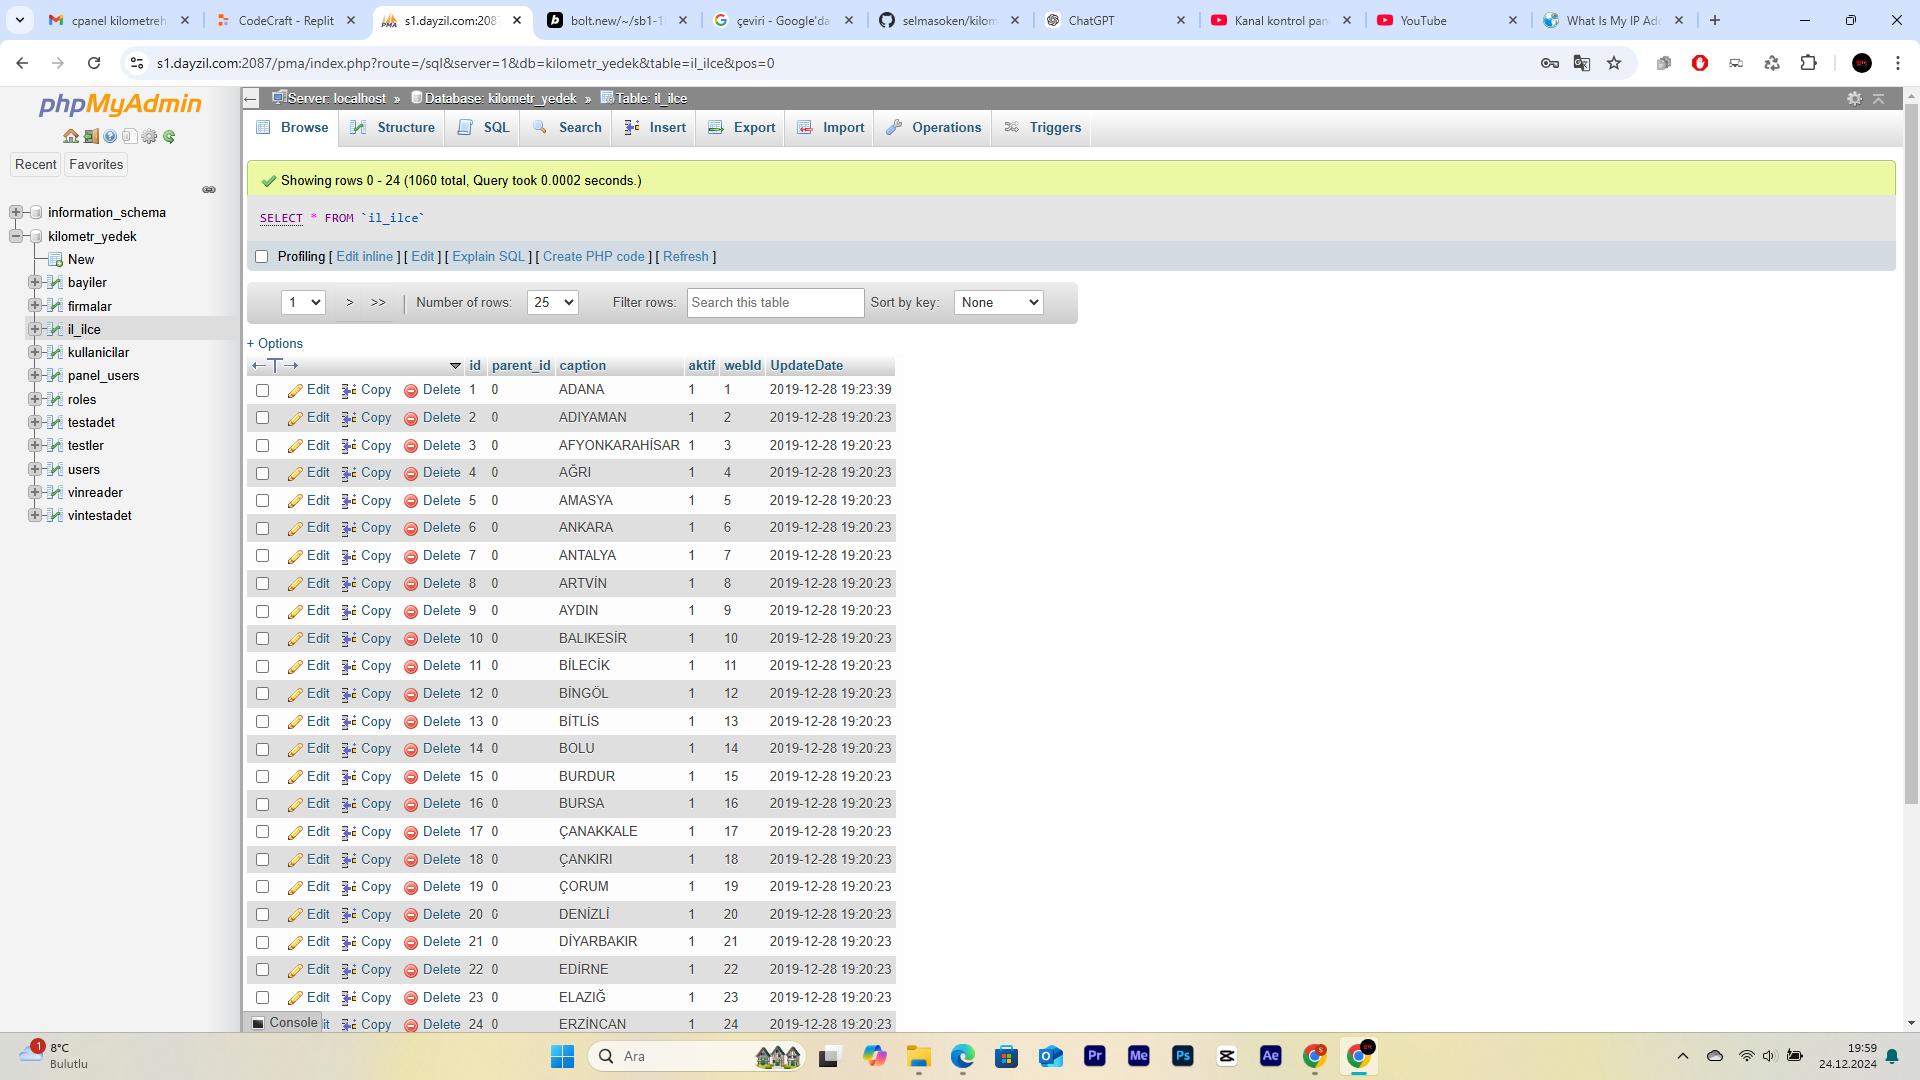 cpanel kilometreh
CodeCraft - Replit
s1.dayzil.com:2087
bolt.new/~/sb1-1
çeviri - Google'da
selmasoken/kilom
ChatGPT
Kanal kontrol pan
YouTube
What Is My IP Add
s1.dayzil.com:2087/pma/index.php?route=/sql&server=1&db=kilometr_yedek&table=il_ilce&pos=0
phpMyAdmin
Recent
Favorites
information_schema
kilometr_yedek
New
bayiler
firmalar
il_ilce
kullanicilar
panel_users
roles
testadet
testler
users
vinreader
vintestadet
Server: localhost » Database: kilometr_yedek » Table: il_ilce
Browse Structure SQL Search Insert Export Import Operations Triggers
Showing rows 0 - 24 (1060 total, Query took 0.0002 seconds.)
SELECT * FROM `il_ilce`
Profiling [ Edit inline ] [ Edit ] [ Explain SQL ] [ Create PHP code ] [ Refresh ]
1 > >> | Number of rows: 25 Filter rows: Search this table Sort by key: None
+ Options
←T→ id parent_id caption aktif webId UpdateDate
Edit Copy Delete 1 0 ADANA 1 1 2019-12-28 19:23:39
Edit Copy Delete 2 0 ADIYAMAN 1 2 2019-12-28 19:20:23
Edit Copy Delete 3 0 AFYONKARAHİSAR 1 3 2019-12-28 19:20:23
Edit Copy Delete 4 0 AĞRI 1 4 2019-12-28 19:20:23
Edit Copy Delete 5 0 AMASYA 1 5 2019-12-28 19:20:23
Edit Copy Delete 6 0 ANKARA 1 6 2019-12-28 19:20:23
Edit Copy Delete 7 0 ANTALYA 1 7 2019-12-28 19:20:23
Edit Copy Delete 8 0 ARTVİN 1 8 2019-12-28 19:20:23
Edit Copy Delete 9 0 AYDIN 1 9 2019-12-28 19:20:23
Edit Copy Delete 10 0 BALIKESİR 1 10 2019-12-28 19:20:23
Edit Copy Delete 11 0 BİLECİK 1 11 2019-12-28 19:20:23
Edit Copy Delete 12 0 BİNGÖL 1 12 2019-12-28 19:20:23
Edit Copy Delete 13 0 BİTLİS 1 13 2019-12-28 19:20:23
Edit Copy Delete 14 0 BOLU 1 14 2019-12-28 19:20:23
Edit Copy Delete 15 0 BURDUR 1 15 2019-12-28 19:20:23
Edit Copy Delete 16 0 BURSA 1 16 2019-12-28 19:20:23
Edit Copy Delete 17 0 ÇANAKKALE 1 17 2019-12-28 19:20:23
Edit Copy Delete 18 0 ÇANKIRI 1 18 2019-12-28 19:20:23
Edit Copy Delete 19 0 ÇORUM 1 19 2019-12-28 19:20:23
Edit Copy Delete 20 0 DENİZLİ 1 20 2019-12-28 19:20:23
Edit Copy Delete 21 0 DİYARBAKIR 1 21 2019-12-28 19:20:23
Edit Copy Delete 22 0 EDİRNE 1 22 2019-12-28 19:20:23
Edit Copy Delete 23 0 ELAZIĞ 1 23 2019-12-28 19:20:23
Console it Copy Delete 24 0 ERZİNCAN 1 24 2019-12-28 19:20:23
1
8°C
Bulutlu
Ara
Pr
Me
Ps
Ae
19:59
24.12.2024